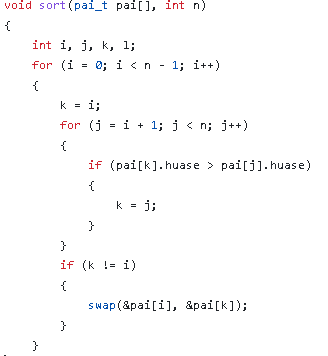 void sort(pai_t pai[], int n)
{
    int i, j, k, l;
    for (i = 0; i < n - 1; i++)
    {
        k = i;
        for (j = i + 1; j < n; j++)
        {
            if (pai[k].huase > pai[j].huase)
            {
                k = j;
            }
        }
        if (k != i)
        {
            swap(&pai[i], &pai[k]);
        }
    }